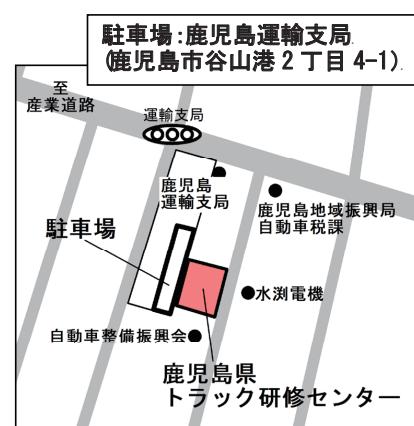 駐車場:鹿児島運輸支局.
(鹿児島市谷山港2丁目4-1).
至
産業道路
運輸支局
鹿児島
運輸支局
鹿児島地域振興局
自動車税課
駐車場
水測電機
自動車整備振興会
鹿児島県
トラック研修センター